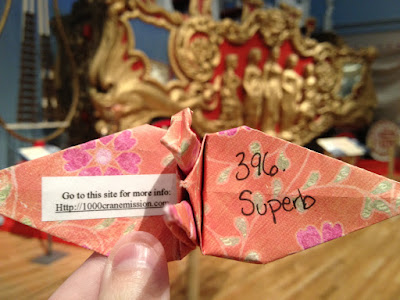 Go to this site for more info:
Http://1000cranemission.com
396.
Superb